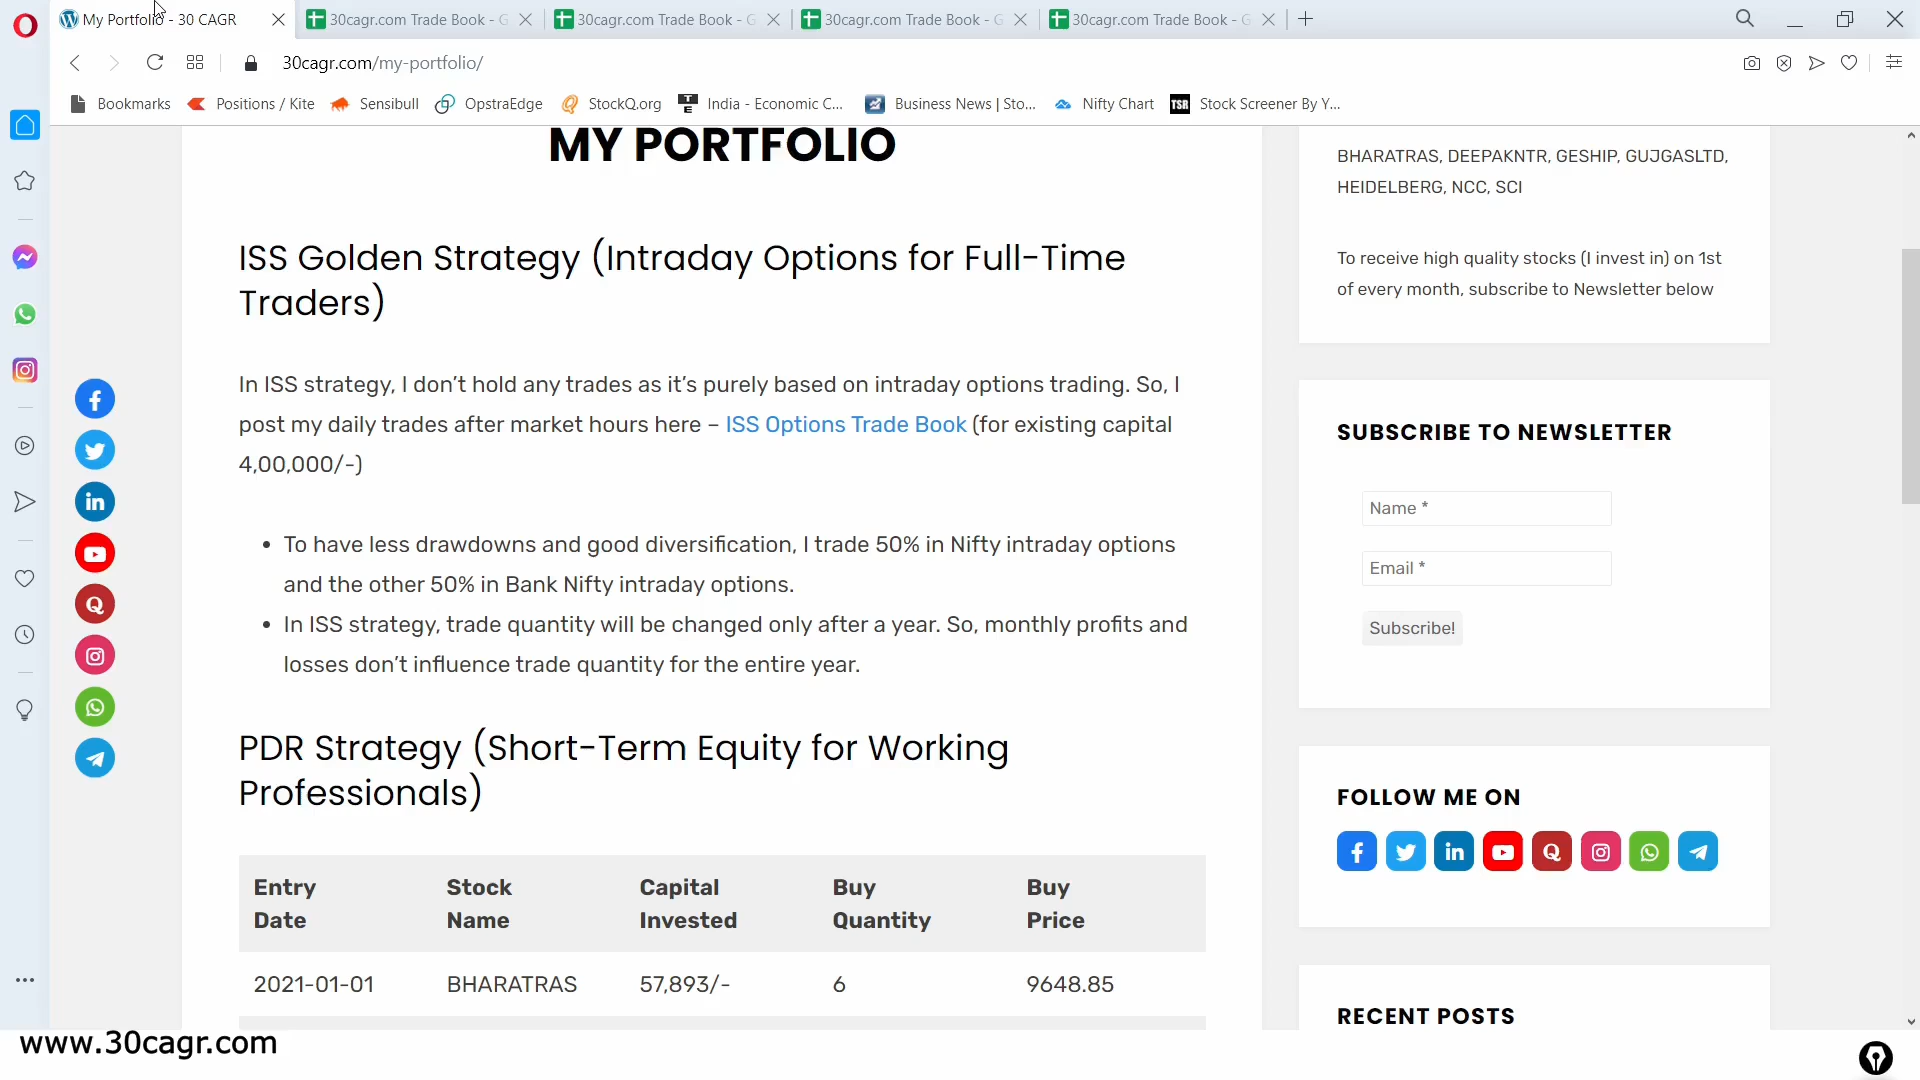 My Portfolio - 30 CAGR
30cagr.com Trade Book - G
30cagr.com Trade Book - G
30cagr.com Trade Book - G
30cagr.com Trade Book - G
30cagr.com/my-portfolio/
Bookmarks
Positions / Kite
Sensibull
OpstraEdge
StockQ.org
India - Economic C...
Business News | Sto...
Nifty Chart
TSR
Stock Screener By Y...
MY PORTFOLIO
ISS Golden Strategy (Intraday Options for Full-Time
Traders)
In ISS strategy, I don’t hold any trades as it’s purely based on intraday options trading. So, I
post my daily trades after market hours here – ISS Options Trade Book (for existing capital
4,00,000/-)
• To have less drawdowns and good diversification, I trade 50% in Nifty intraday options
and the other 50% in Bank Nifty intraday options.
• In ISS strategy, trade quantity will be changed only after a year. So, monthly profits and
losses don’t influence trade quantity for the entire year.
PDR Strategy (Short-Term Equity for Working
Professionals)
Entry Date
Stock Name
Capital Invested
Buy Quantity
Buy Price
2021-01-01
BHARATRAS
57,893/-
6
9648.85
BHARATRAS, DEEPAKNTR, GESHIP, GUJGASLTD,
HEIDELBERG, NCC, SCI
To receive high quality stocks (I invest in) on 1st
of every month, subscribe to Newsletter below
SUBSCRIBE TO NEWSLETTER
Name *
Email *
Subscribe!
FOLLOW ME ON
RECENT POSTS
www.30cagr.com